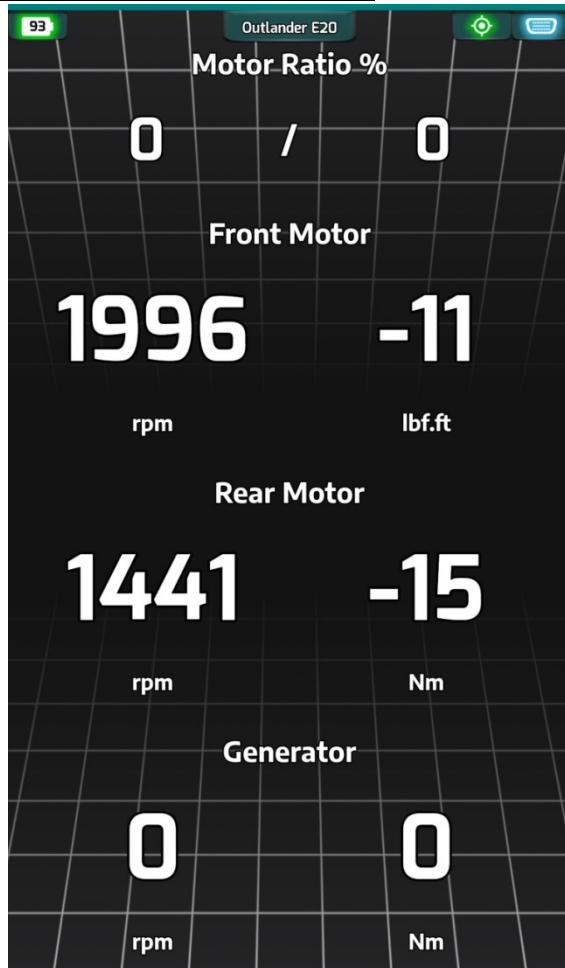 93 Outlander E20
Motor Ratio %
0 / 0
Front Motor
1996 -11
rpm lbf.ft
Rear Motor
1441 -15
rpm Nm
Generator
0 0
rpm Nm